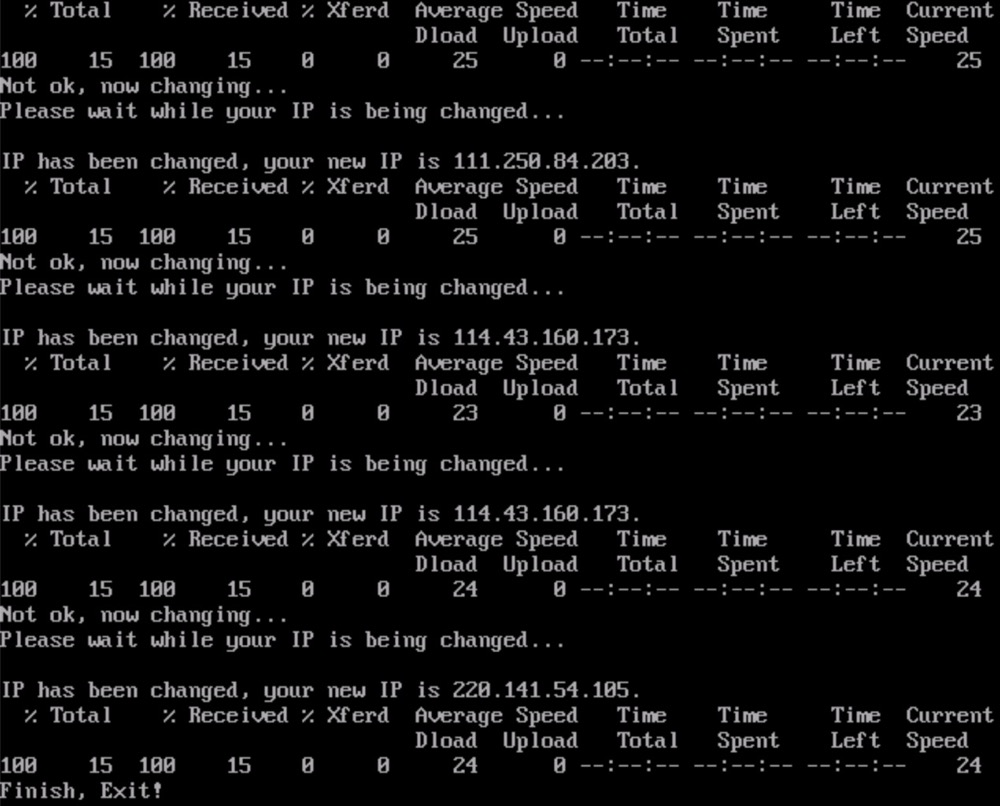 % Total % Received % Xferd Average Speed Time Time Time Current
Dload Upload Total Spent Left Speed
100 15 100 15 0 0 25 0 --:--:-- --:--:-- --:--:-- 25
Not ok, now changing...
Please wait while your IP is being changed...

IP has been changed, your new IP is 111.250.84.203.
% Total % Received % Xferd Average Speed Time Time Time Current
Dload Upload Total Spent Left Speed
100 15 100 15 0 0 25 0 --:--:-- --:--:-- --:--:-- 25
Not ok, now changing...
Please wait while your IP is being changed...

IP has been changed, your new IP is 114.43.160.173.
% Total % Received % Xferd Average Speed Time Time Time Current
Dload Upload Total Spent Left Speed
100 15 100 15 0 0 23 0 --:--:-- --:--:-- --:--:-- 23
Not ok, now changing...
Please wait while your IP is being changed...

IP has been changed, your new IP is 114.43.160.173.
% Total % Received % Xferd Average Speed Time Time Time Current
Dload Upload Total Spent Left Speed
100 15 100 15 0 0 24 0 --:--:-- --:--:-- --:--:-- 24
Not ok, now changing...
Please wait while your IP is being changed...

IP has been changed, your new IP is 220.141.54.105.
% Total % Received % Xferd Average Speed Time Time Time Current
Dload Upload Total Spent Left Speed
100 15 100 15 0 0 24 0 --:--:-- --:--:-- --:--:-- 24
Finish, Exit!